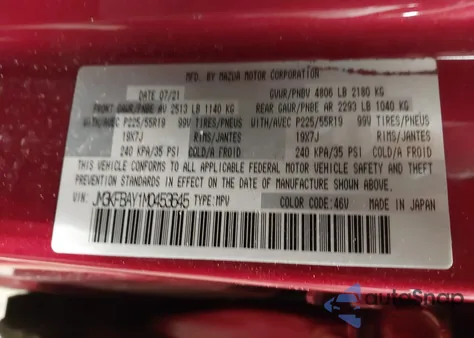 MFD. BY MAZDA MOTOR CORPORATION
DATE 07/21 GVWR/PNBV 4806 LB 2180 KG
FRONT GAWR/PNBE AV 2513 LB 1140 KG REAR GAWR/PNBE AR 2293 LB 1040 KG
WITH/AVEC P225/55R19 99V TIRES/PNEUS WITH/AVEC P225/55R19 99V TIRES/PNEUS
19X7J RIMS/JANTES 19X7J RIMS/JANTES
240 KPA/35 PSI COLD/A FROID 240 KPA/35 PSI COLD/A FROID
THIS VEHICLE CONFORMS TO ALL APPLICABLE FEDERAL MOTOR VEHICLE SAFETY AND THEFT
PREVENTION STANDARDS IN EFFECT ON THE DATE OF MANUFACTURE SHOWN ABOVE.
VIN: JM3KFBAY1M0453645 TYPE: MPV COLOR CODE: 46V MADE IN JAPAN
autoSnap